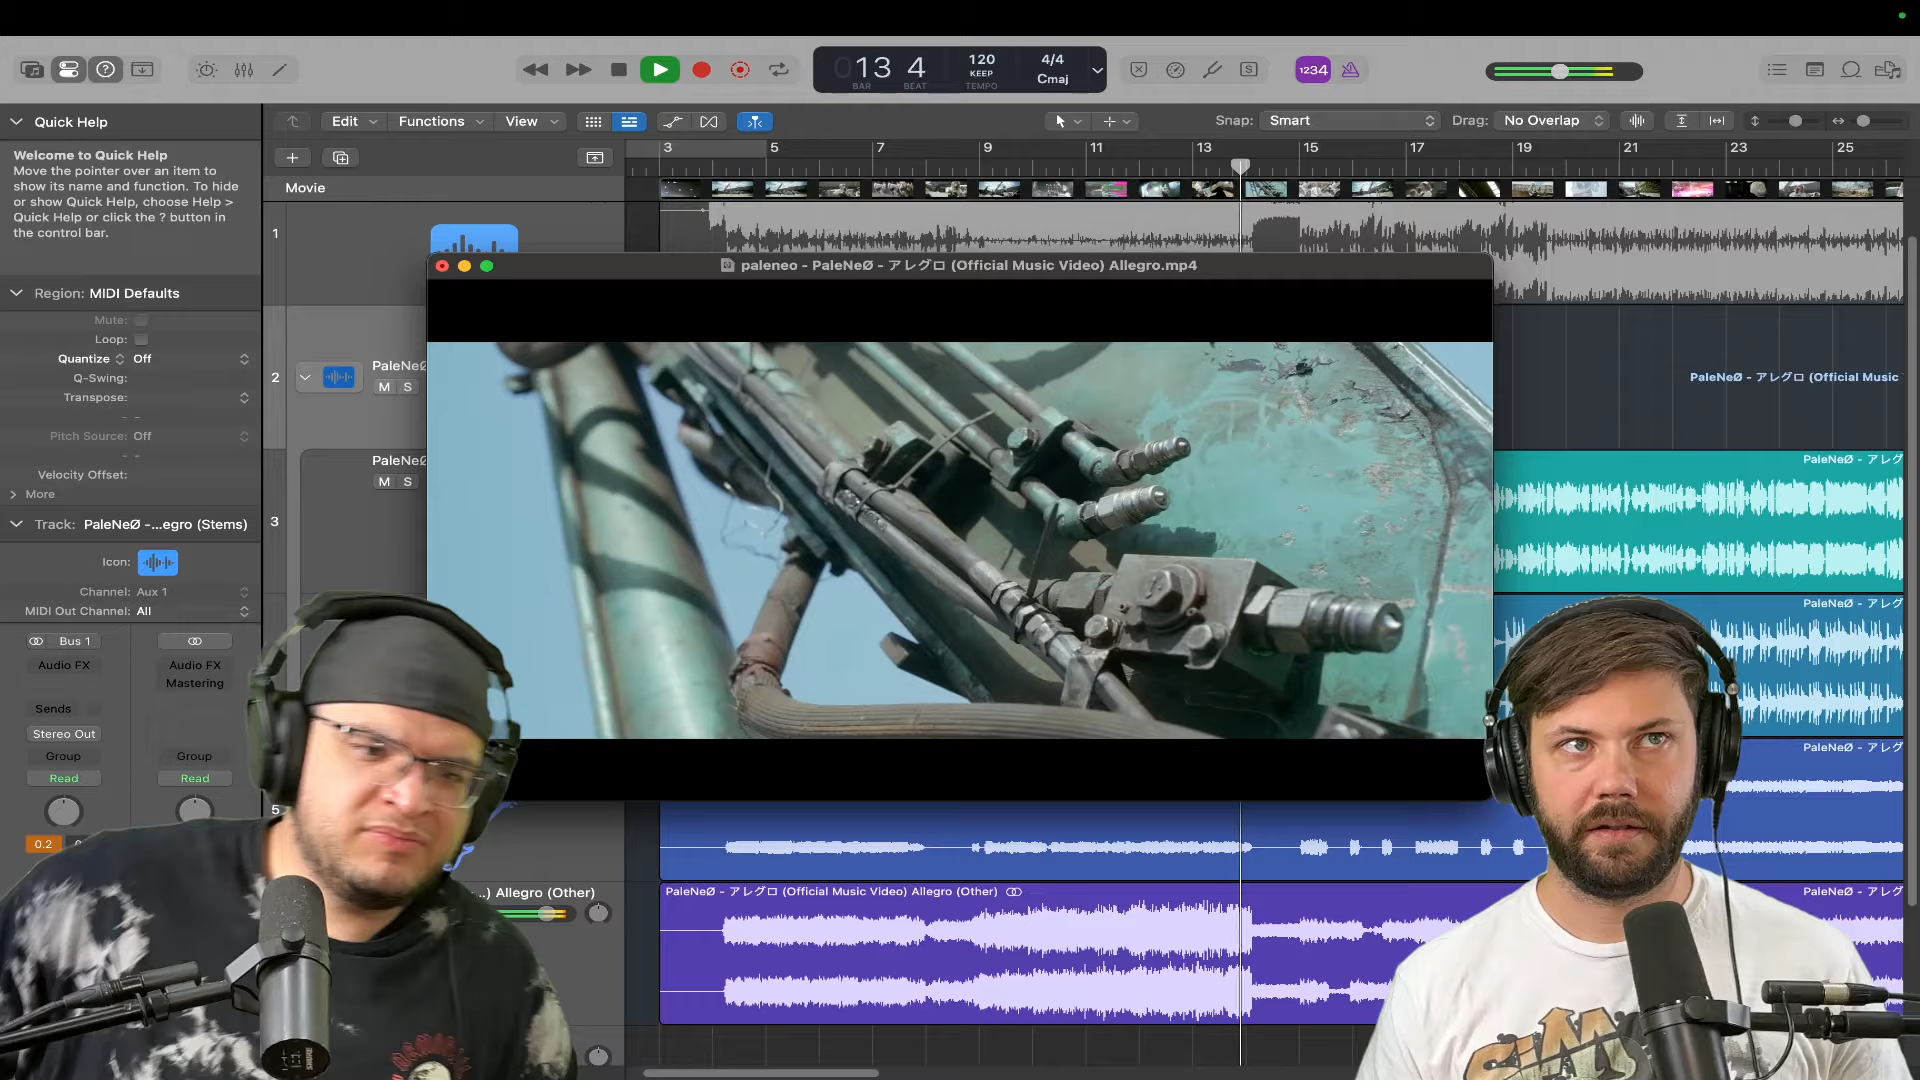 13 4
BAR BEAT
120
KEEP
TEMPO
4/4
Cmaj
1234
Quick Help
Edit Functions View
Snap: Smart
Drag: No Overlap
Welcome to Quick Help
Move the pointer over an item to
show its name and function. To hide
or show Quick Help, choose Help >
Quick Help or click the ? button in
the control bar.
3 5 7 9 11 13 15 17 19 21 23 25
Movie
1
paleneo - PaleNeØ - アレグロ (Official Music Video) Allegro.mp4
Region: MIDI Defaults
Mute:
Loop:
Quantize Off
Q-Swing:
Transpose:
Pitch Source: Off
Velocity Offset:
More
2
PaleNeØ
M S
PaleNeØ - アレグロ (Official Music
PaleNeØ
M S
3
PaleNeØ - アレグ
Track: PaleNeØ -...egro (Stems)
Icon:
Channel: Aux 1
MIDI Out Channel: All
PaleNeØ - アレグ
Bus 1
Audio FX Audio FX
Mastering
Sends
Stereo Out
Group Group
Read Read
PaleNeØ - アレグ
5
0.2
...) Allegro (Other)
PaleNeØ - アレグロ (Official Music Video) Allegro (Other)
PaleNeØ - アレグ
SHURE